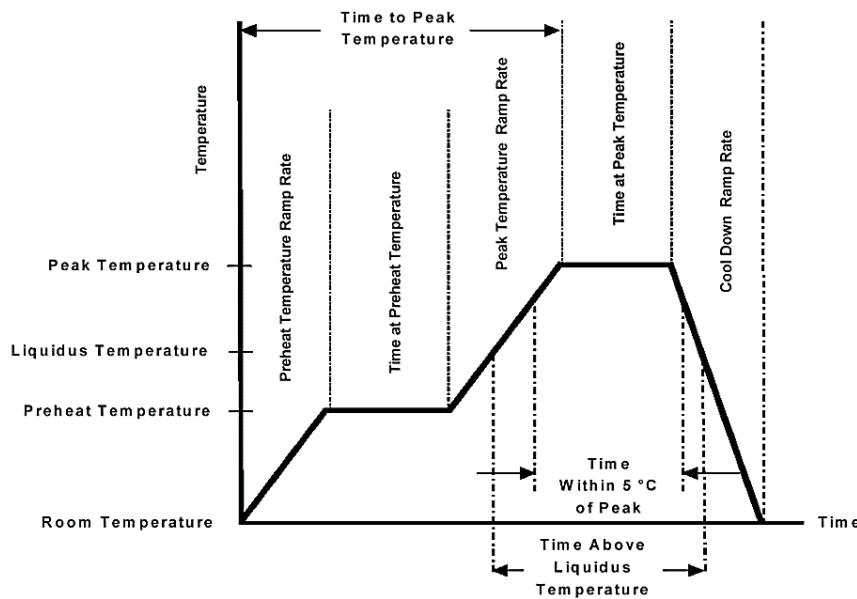 Time to Peak
Temperature
Temperature
Preheat Temperature Ramp Rate
Time at Preheat Temperature
Peak Temperature Ramp Rate
Time at Peak Temperature
Cool Down Ramp Rate
Peak Temperature
Liquidus Temperature
Preheat Temperature
Room Temperature
Time
Within 5 °C
of Peak
Time
Time Above
Liquidus
Temperature